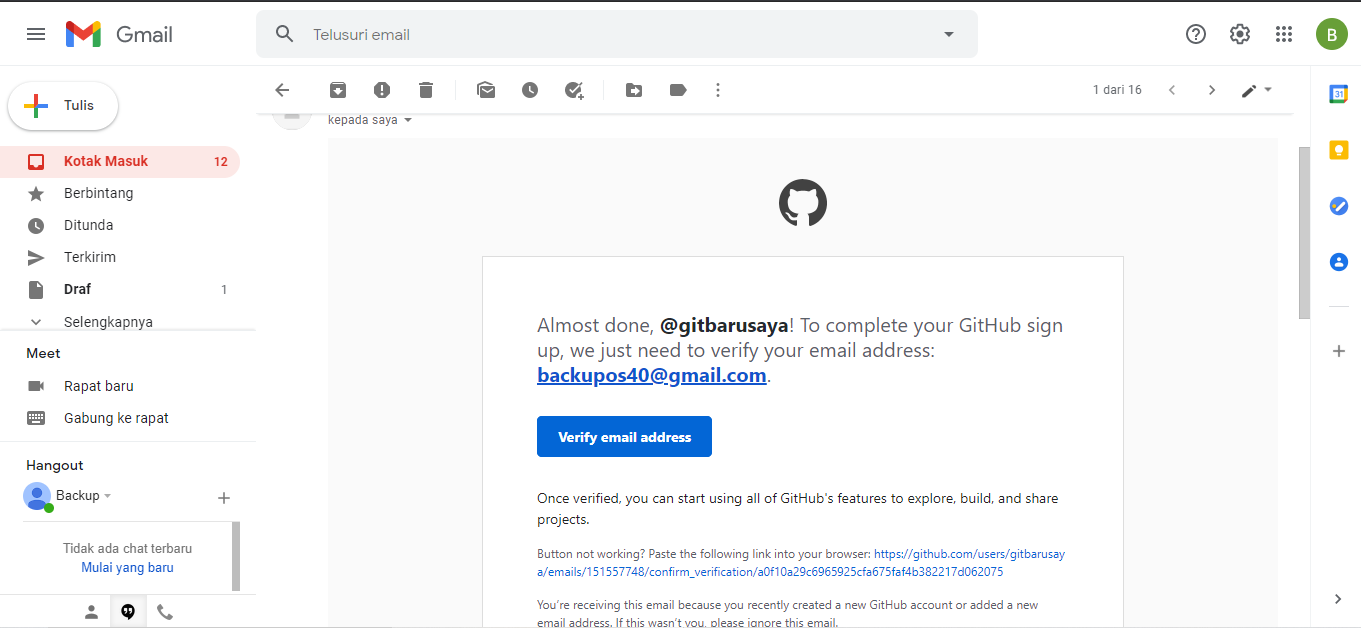 Gmail
Telusuri email
B
Tulis
1 dari 16
31
kepada saya
Kotak Masuk 12
Berbintang
Ditunda
Terkirim
Draf 1
Selengkapnya
Meet
Rapat baru
Gabung ke rapat
Hangout
Backup
Tidak ada chat terbaru
Mulai yang baru
Almost done, @gitbarusaya! To complete your GitHub sign
up, we just need to verify your email address:
backupos40@gmail.com.
Verify email address
Once verified, you can start using all of GitHub's features to explore, build, and share
projects.
Button not working? Paste the following link into your browser: https://github.com/users/gitbarusay
a/emails/151557748/confirm_verification/a0f10a29c6965925cfa675faf4b382217d062075
You're receiving this email because you recently created a new GitHub account or added a new
email address. If this wasn't you, please ignore this email.